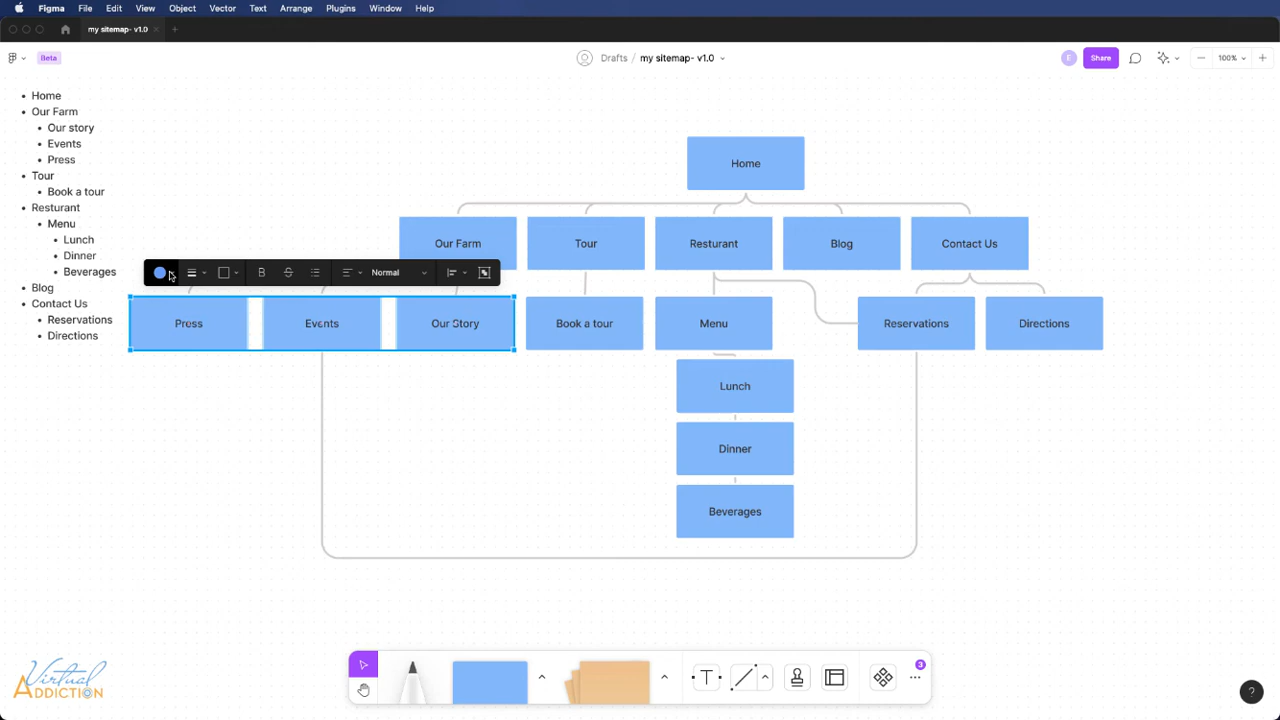 Figma File Edit View Object Vector Text Arrange Plugins Window Help
my sitemap- v1.0
Beta
Drafts / my sitemap- v1.0
E
Share
100%
• Home
• Our Farm
• Our story
• Events
• Press
• Tour
• Book a tour
• Resturant
• Menu
• Lunch
• Dinner
• Beverages
• Blog
• Contact Us
• Reservations
• Directions
Home
Our Farm Tour Resturant Blog Contact Us
B S Normal
Press Events Our Story Book a tour Menu Reservations Directions
Lunch
Dinner
Beverages
T
3
Virtual
ADDICTION
?